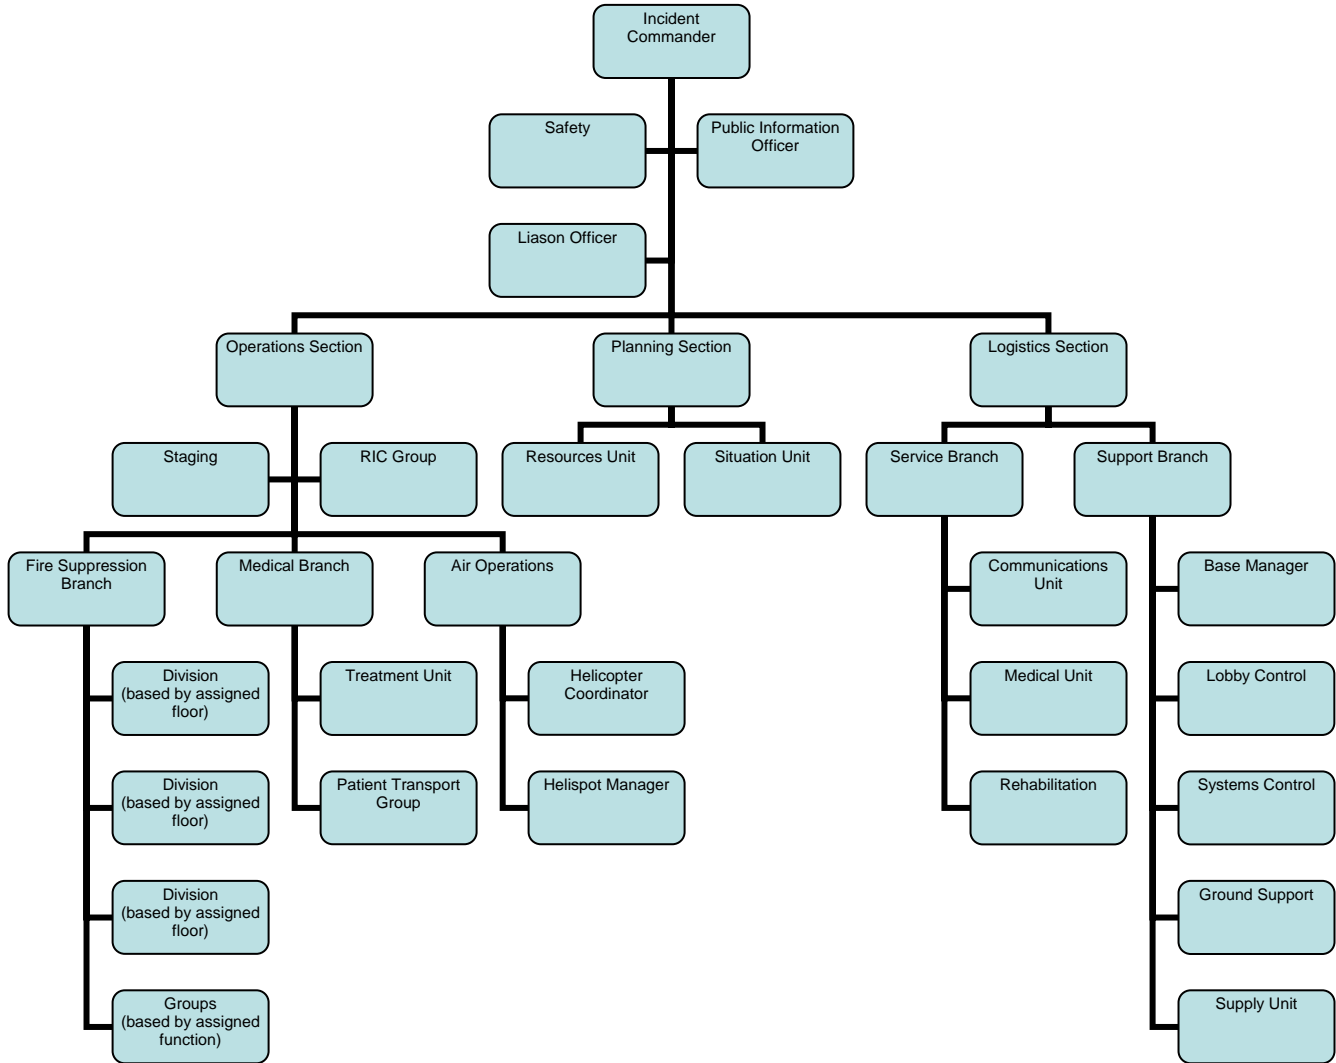 Incident
Commander
Safety
Public Information
Officer
Liason Officer
Operations Section
Planning Section
Logistics Section
Staging
RIC Group
Resources Unit
Situation Unit
Service Branch
Support Branch
Fire Suppression
Branch
Medical Branch
Air Operations
Communications
Unit
Base Manager
Division
(based by assigned
floor)
Treatment Unit
Helicopter
Coordinator
Medical Unit
Lobby Control
Division
(based by assigned
floor)
Patient Transport
Group
Helispot Manager
Rehabilitation
Systems Control
Division
(based by assigned
floor)
Ground Support
Groups
(based by assigned
function)
Supply Unit